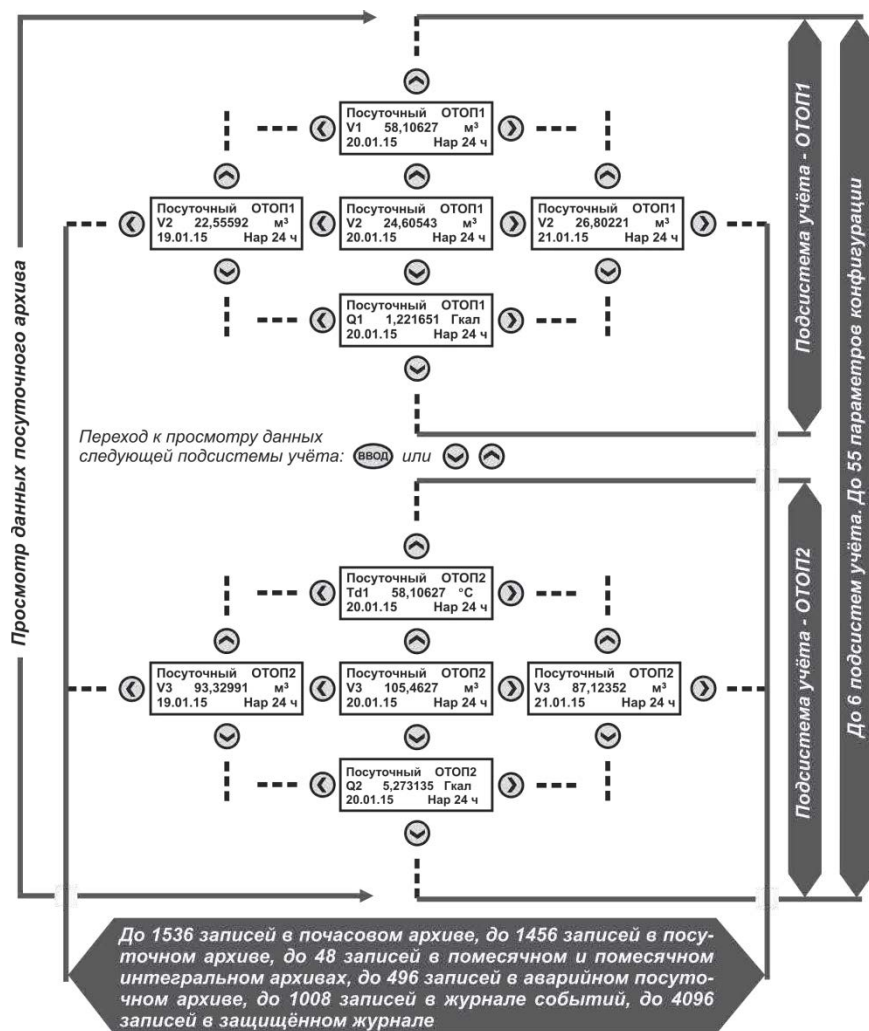 Просмотр данных посуточного архива
Посуточный ОТОП1
V1 58,10627 м³
20.01.15 Нар 24 ч
Посуточный ОТОП1
V2 22,55592 м³
19.01.15 Нар 24 ч
Посуточный ОТОП1
V2 24,60543 м³
20.01.15 Нар 24 ч
Посуточный ОТОП1
V2 26,80221 м³
21.01.15 Нар 24 ч
Посуточный ОТОП1
Q1 1,221651 Гкал
20.01.15 Нар 24 ч
Подсистема учёта - ОТОП1
До 6 подсистем учёта. До 55 параметров конфигурации
Переход к просмотру данных
следующей подсистемы учёта: ВВОД или
Посуточный ОТОП2
Td1 58,10627 °C
20.01.15 Нар 24 ч
Посуточный ОТОП2
V3 93,32991 м³
19.01.15 Нар 24 ч
Посуточный ОТОП2
V3 105,4627 м³
20.01.15 Нар 24 ч
Посуточный ОТОП2
V3 87,12352 м³
21.01.15 Нар 24 ч
Посуточный ОТОП2
Q2 5,273135 Гкал
20.01.15 Нар 24 ч
Подсистема учёта - ОТОП2
До 1536 записей в почасовом архиве, до 1456 записей в посу-
точном архиве, до 48 записей в помесячном и помесячном
интегральном архивах, до 496 записей в аварийном посуто-
чном архиве, до 1008 записей в журнале событий, до 4096
записей в защищённом журнале